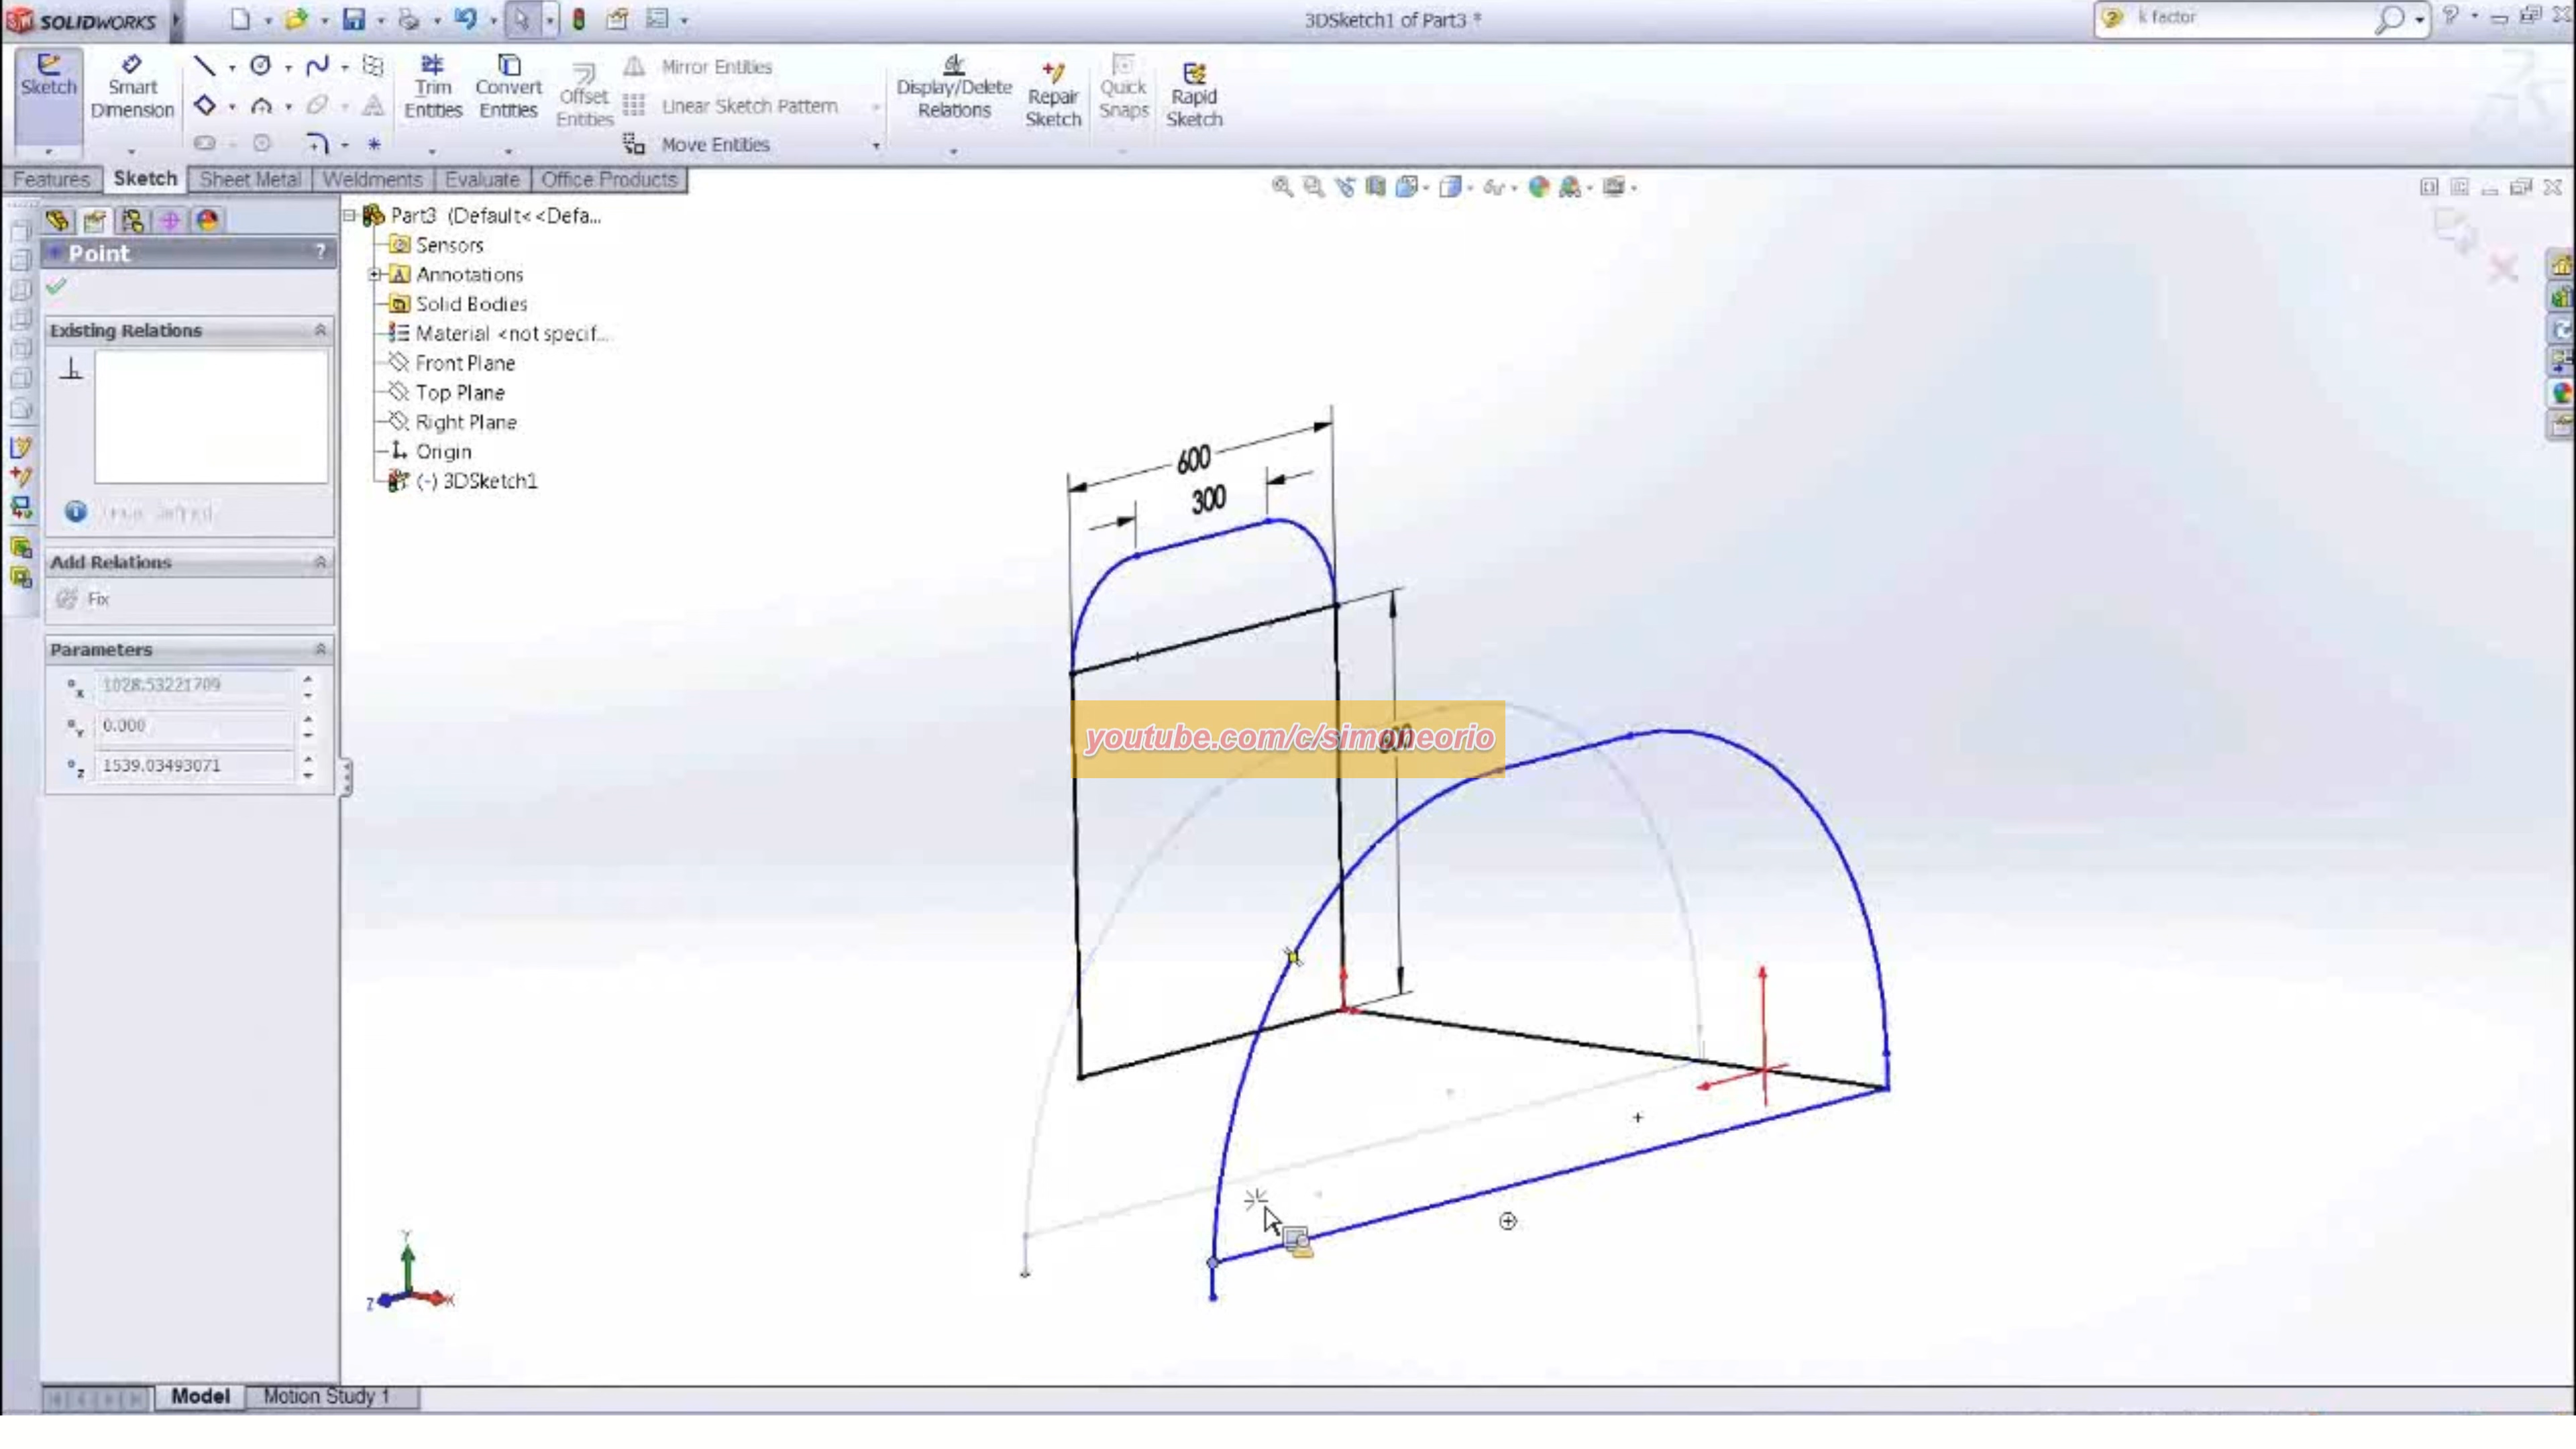 SOLIDWORKS
3DSketch1 of Part3 *
k factor
Sketch
Smart Dimension
Trim Entities
Convert Entities
Offset Entities
Mirror Entities
Linear Sketch Pattern
Move Entities
Display/Delete Relations
Repair Sketch
Quick Snaps
Rapid Sketch
Features Sketch Sheet Metal Weldments Evaluate Office Products
Point ?
Existing Relations
Add Relations
Fix
Parameters
x 1028.53221709
y 0.000
z 1539.03493071
Part3 (Default<<Defa...
Sensors
Annotations
Solid Bodies
Material <not specif...
Front Plane
Top Plane
Right Plane
Origin
(-) 3DSketch1
600
300
600
youtube.com/c/simoneorio
Y
Z X
Model Motion Study 1